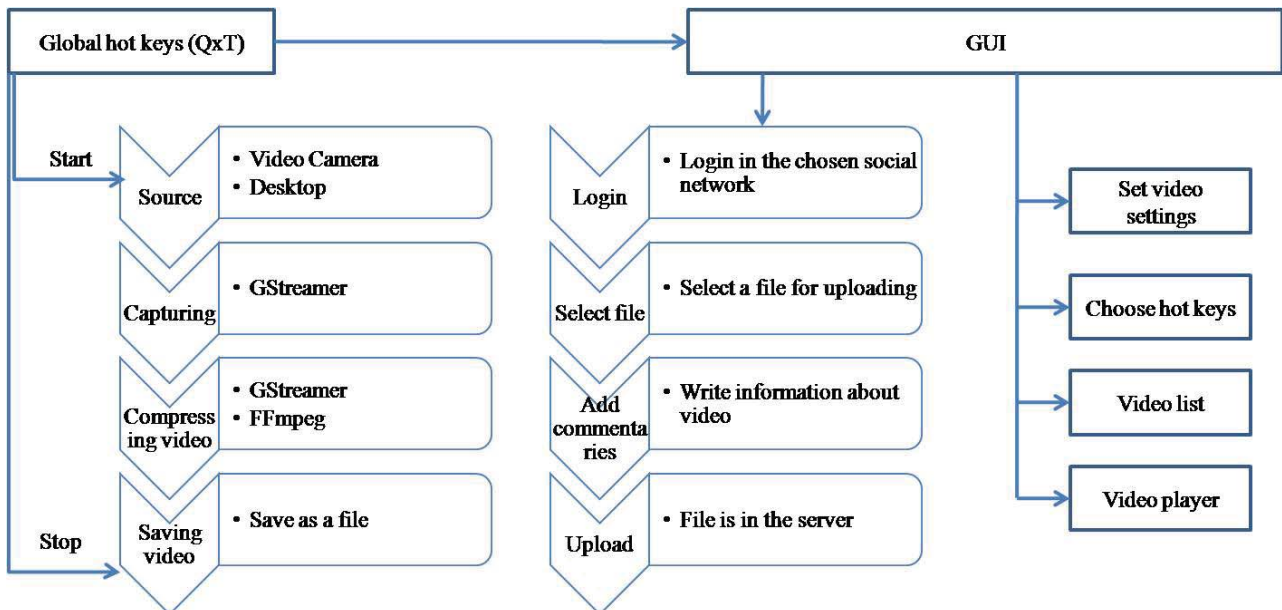 Global hot keys (QxT)
GUI
Start
Source
• Video Camera
• Desktop
Capturing
• GStreamer
Compress
ing video
• GStreamer
• FFmpeg
Stop
Saving
video
• Save as a file
Login
• Login in the chosen social
network
Select file
• Select a file for uploading
Add
commenta
ries
• Write information about
video
Upload
• File is in the server
Set video
settings
Choose hot keys
Video list
Video player